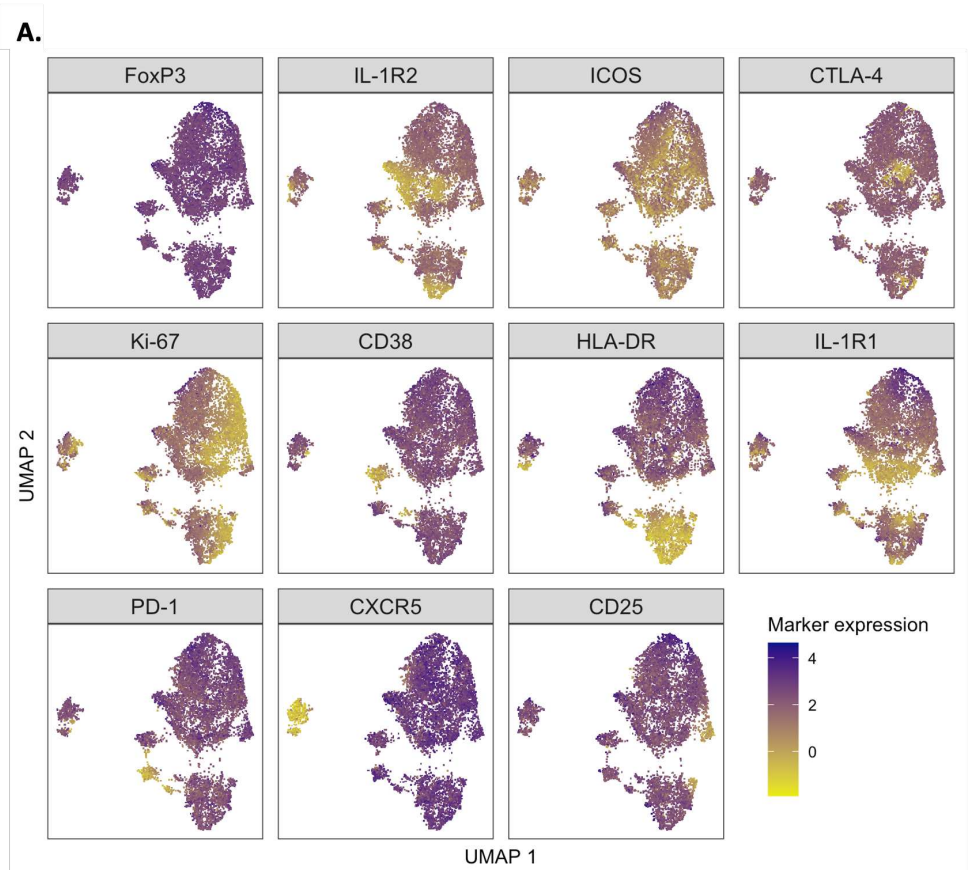 A.
FoxP3
IL-1R2
ICOS
CTLA-4
Ki-67
CD38
HLA-DR
IL-1R1
UMAP 2
PD-1
CXCR5
CD25
Marker expression
4
2
0
UMAP 1